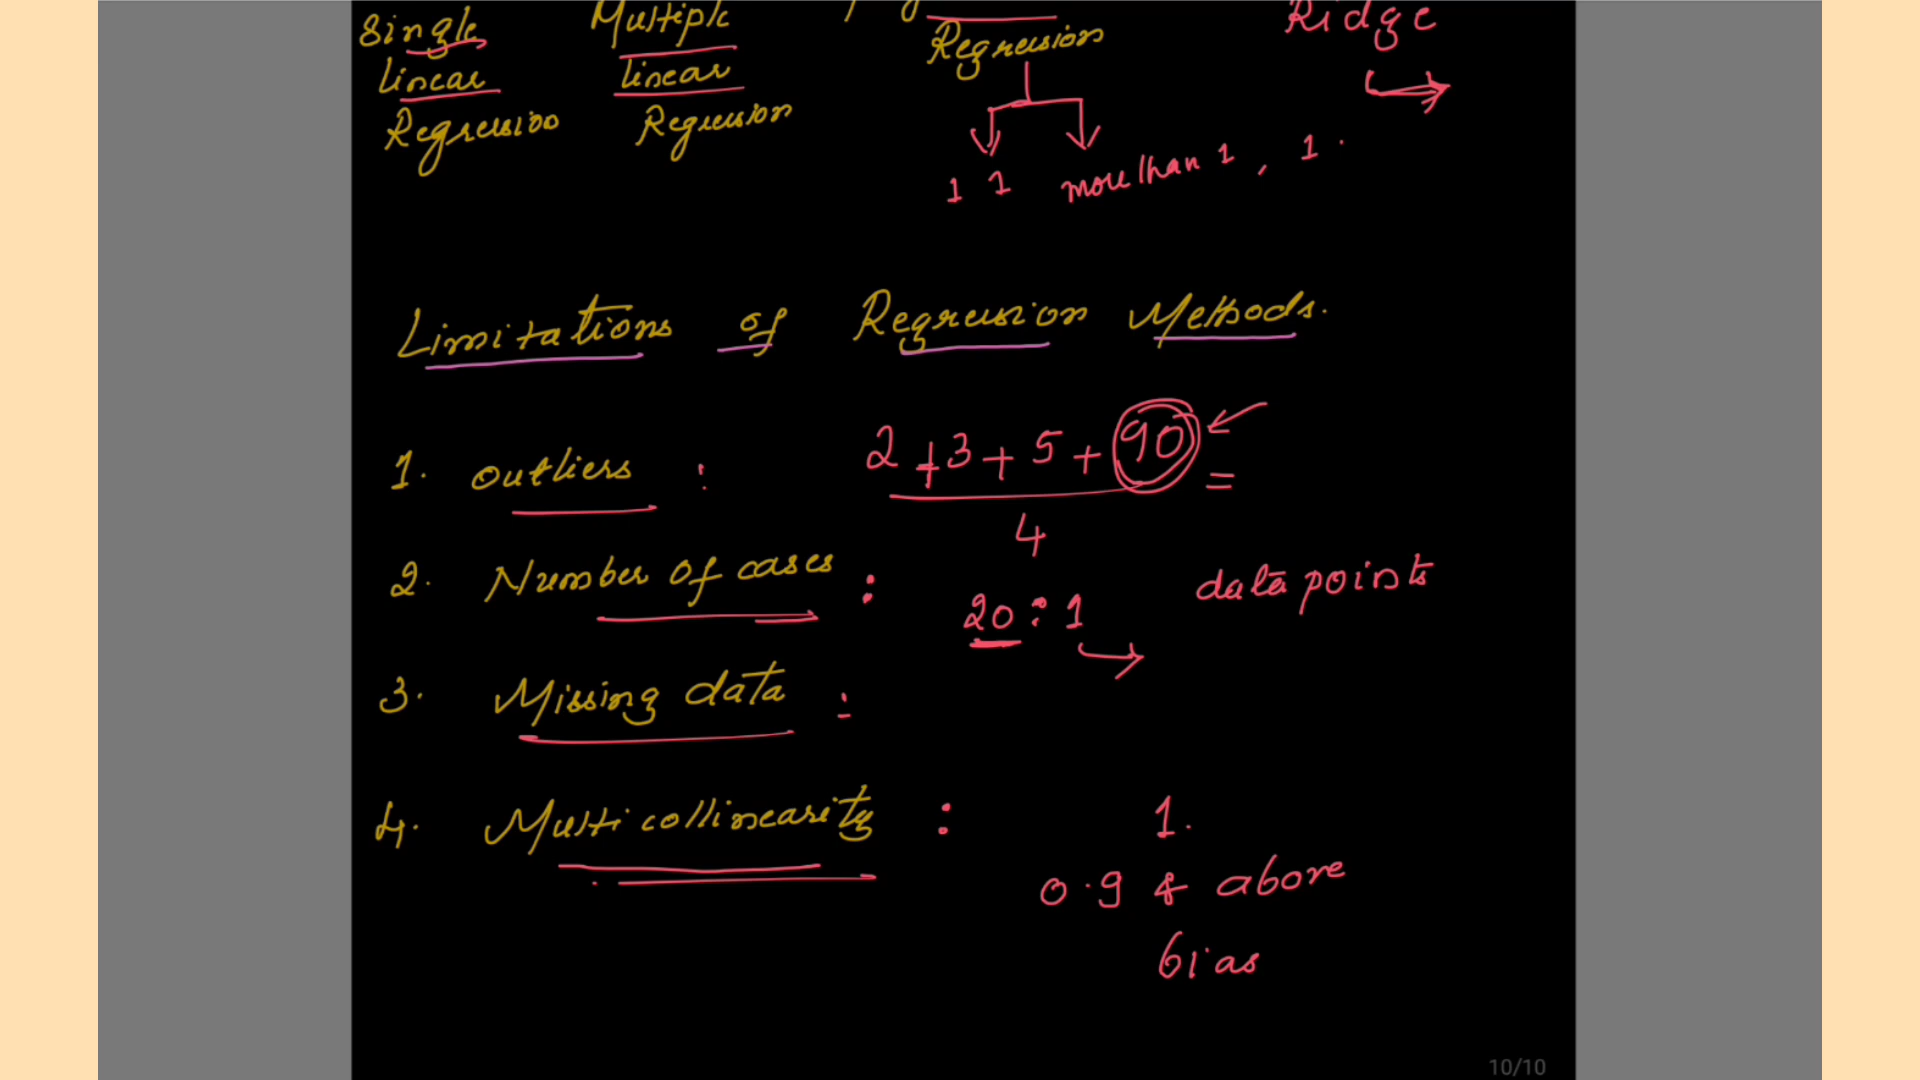 Single Multiple Ridge
linear linear Regression
Regression Regression
1 1 more than 1 , 1 .
Limitations of Regression Methods.
1. outliers : 2 + 3 + 5 + 90 =
4
2. Number of cases : 20 : 1 data points
3. Missing data :
4. Multi collinearity : 1.
0.9 & above
bias
10/10